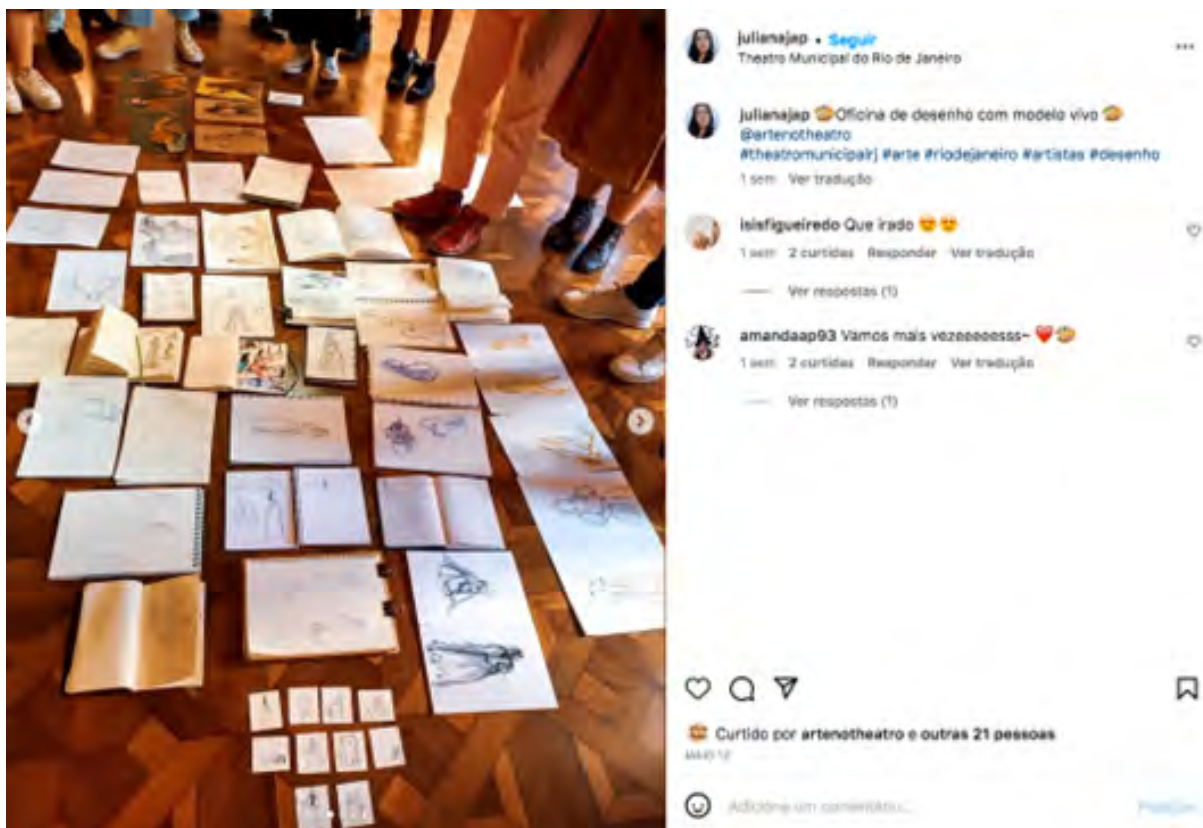 julianajap • Seguir
Theatro Municipal do Rio de Janeiro
julianajap Oficina de desenho com modelo vivo
@artenotheatro
#theatromunicipalrj #arte #riodejaneiro #artistas #desenho
1 sem Ver tradução
isisfigueiredo Que irado
1 sem 2 curtidas Responder Ver tradução
Ver respostas (1)
amandaap93 Vamos mais vezeeeeesss~
1 sem 2 curtidas Responder Ver tradução
Ver respostas (1)
Curtido por artenotheatro e outras 21 pessoas
MAIO 12
Adicione um comentário...
Publicar